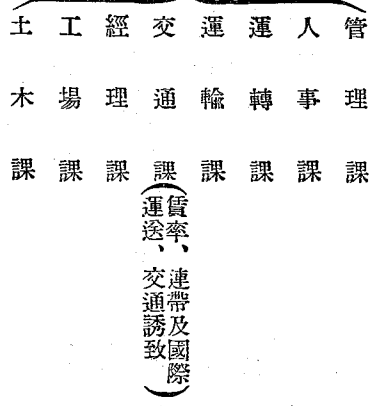 管理課
人事課
運轉課
運輸課
交通課(賃率、連帶及國際
運送、交通誘致)
經理課
工場課
土木課